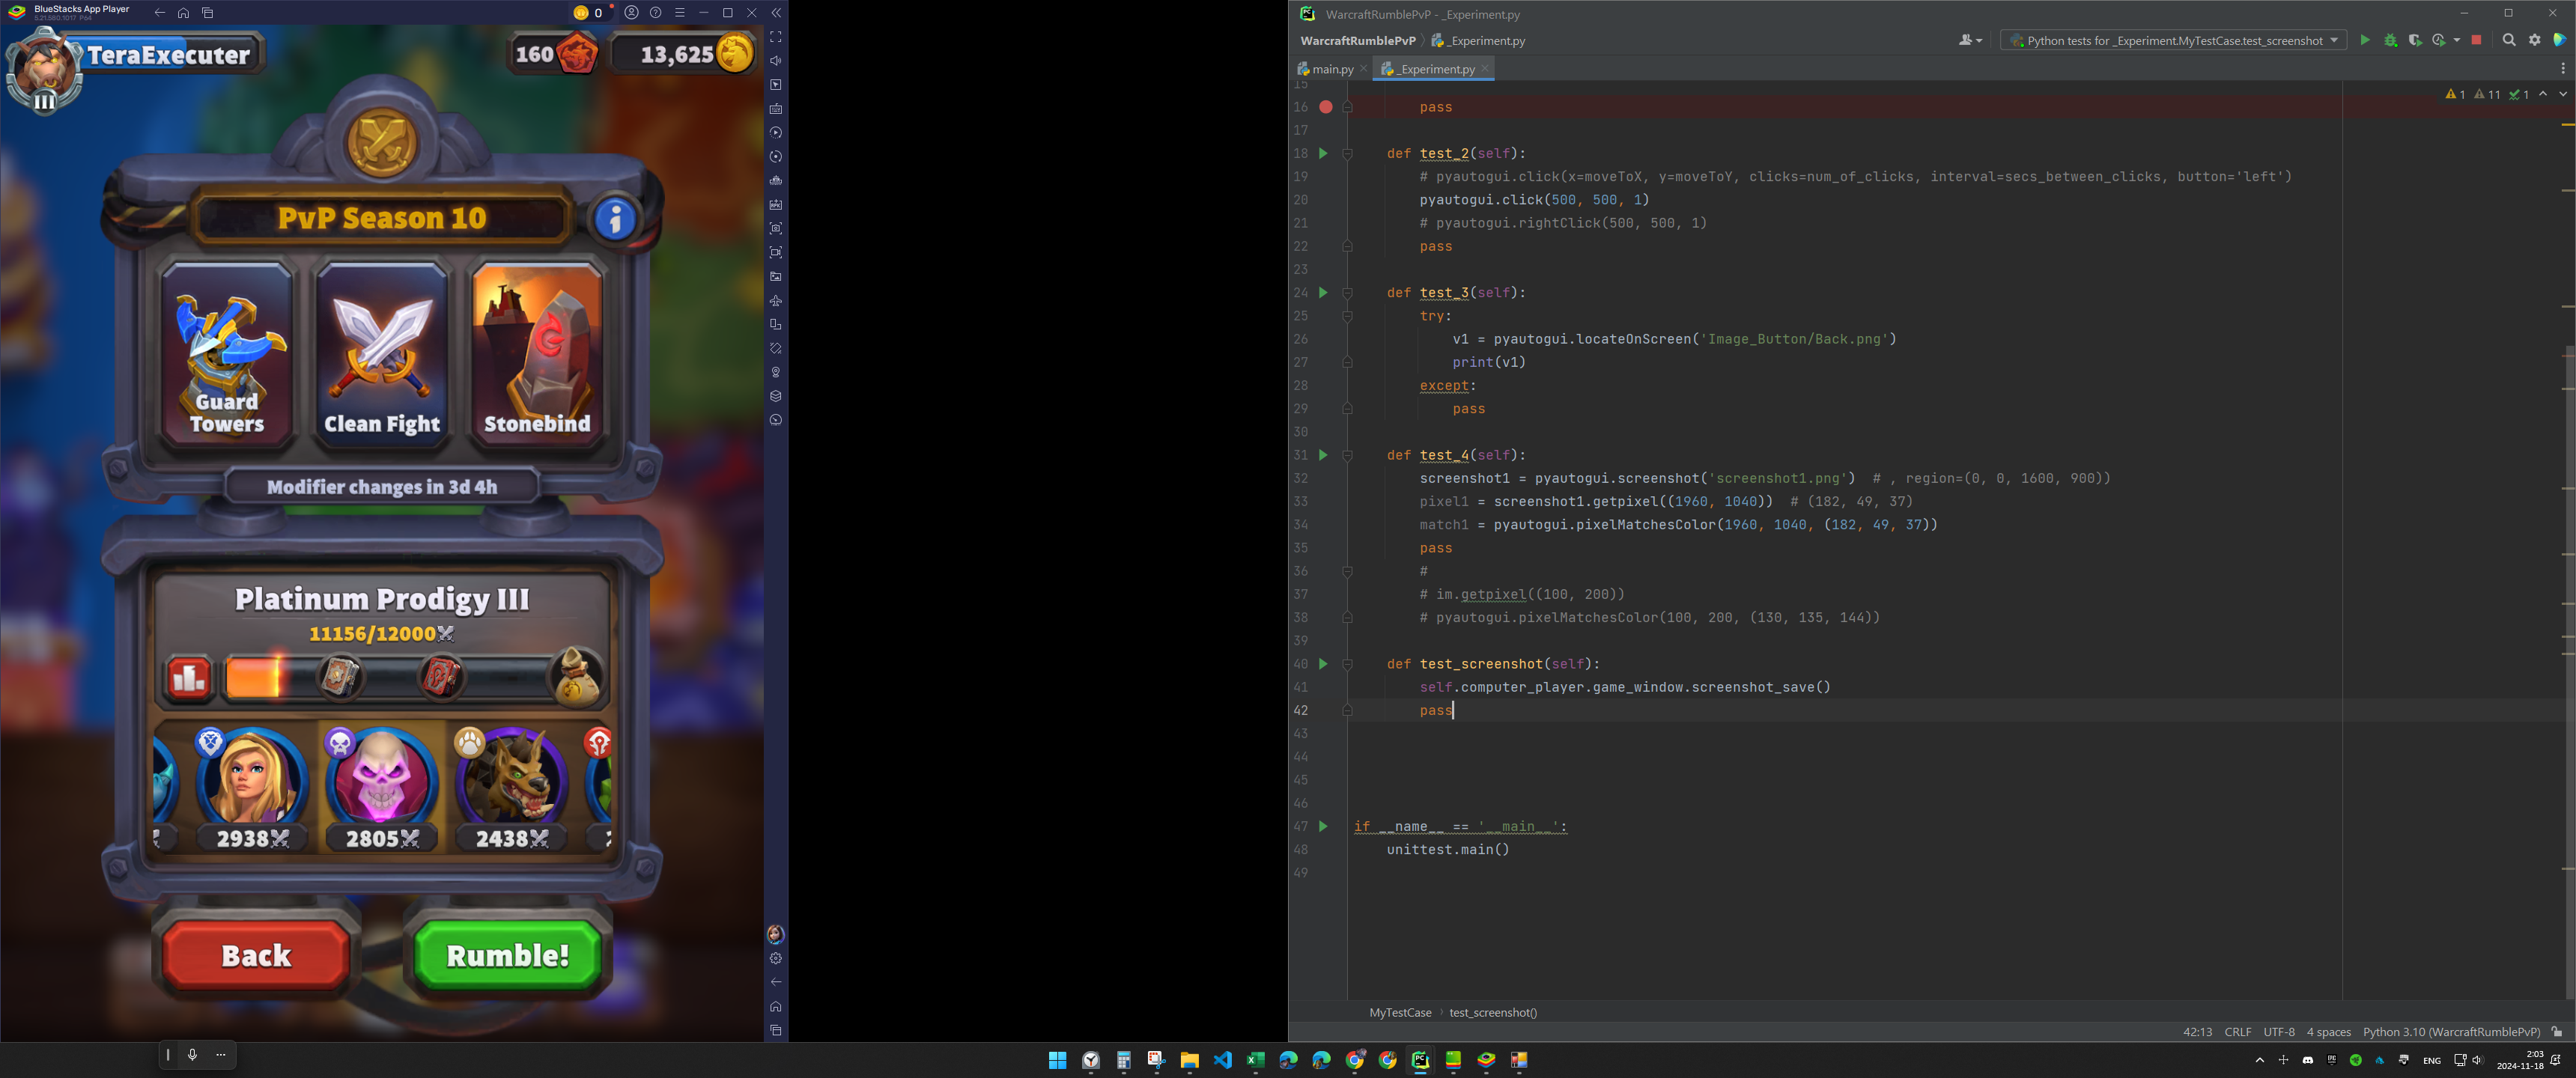 BlueStacks App Player
5.21.580.1017 P64
0
TeraExecuter
160
13,625
III
PvP Season 10
Guard
Towers
Clean Fight
Stonebind
Modifier changes in 3d 4h
Platinum Prodigy III
11156/12000
2938
2805
2438
Back
Rumble!
WarcraftRumblePvP - _Experiment.py
WarcraftRumblePvP
_Experiment.py
Python tests for _Experiment.MyTestCase.test_screenshot
main.py
_Experiment.py
1 11 1
15
16 pass
17
18 def test_2(self):
19 # pyautogui.click(x=moveToX, y=moveToY, clicks=num_of_clicks, interval=secs_between_clicks, button='left')
20 pyautogui.click(500, 500, 1)
21 # pyautogui.rightClick(500, 500, 1)
22 pass
23
24 def test_3(self):
25 try:
26 v1 = pyautogui.locateOnScreen('Image_Button/Back.png')
27 print(v1)
28 except:
29 pass
30
31 def test_4(self):
32 screenshot1 = pyautogui.screenshot('screenshot1.png') # , region=(0, 0, 1600, 900))
33 pixel1 = screenshot1.getpixel((1960, 1040)) # (182, 49, 37)
34 match1 = pyautogui.pixelMatchesColor(1960, 1040, (182, 49, 37))
35 pass
36 #
37 # im.getpixel((100, 200))
38 # pyautogui.pixelMatchesColor(100, 200, (130, 135, 144))
39
40 def test_screenshot(self):
41 self.computer_player.game_window.screenshot_save()
42 pass
43
44
45
46
47 if __name__ == '__main__':
48 unittest.main()
49
MyTestCase
test_screenshot()
42:13 CRLF UTF-8 4 spaces Python 3.10 (WarcraftRumblePvP)
ENG
2:03
2024-11-18